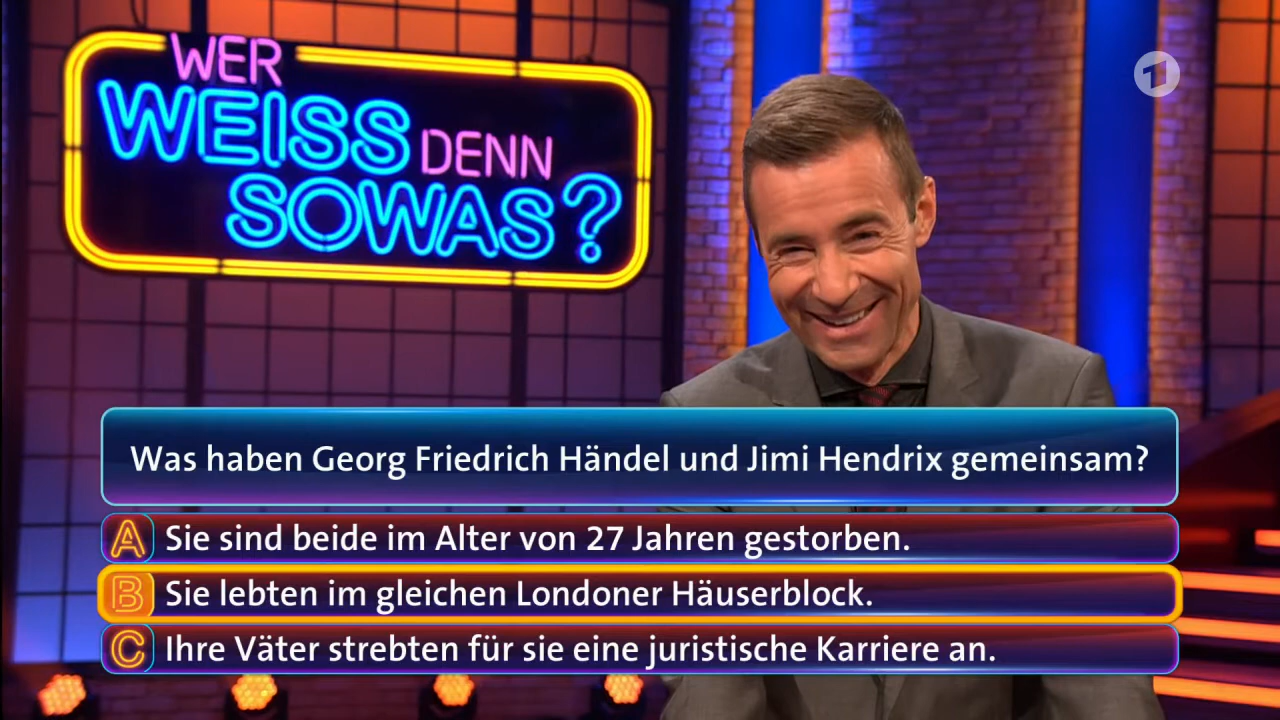 WER
WEISS DENN
SOWAS?
1
Was haben Georg Friedrich Händel und Jimi Hendrix gemeinsam?
A Sie sind beide im Alter von 27 Jahren gestorben.
B Sie lebten im gleichen Londoner Häuserblock.
C Ihre Väter strebten für sie eine juristische Karriere an.